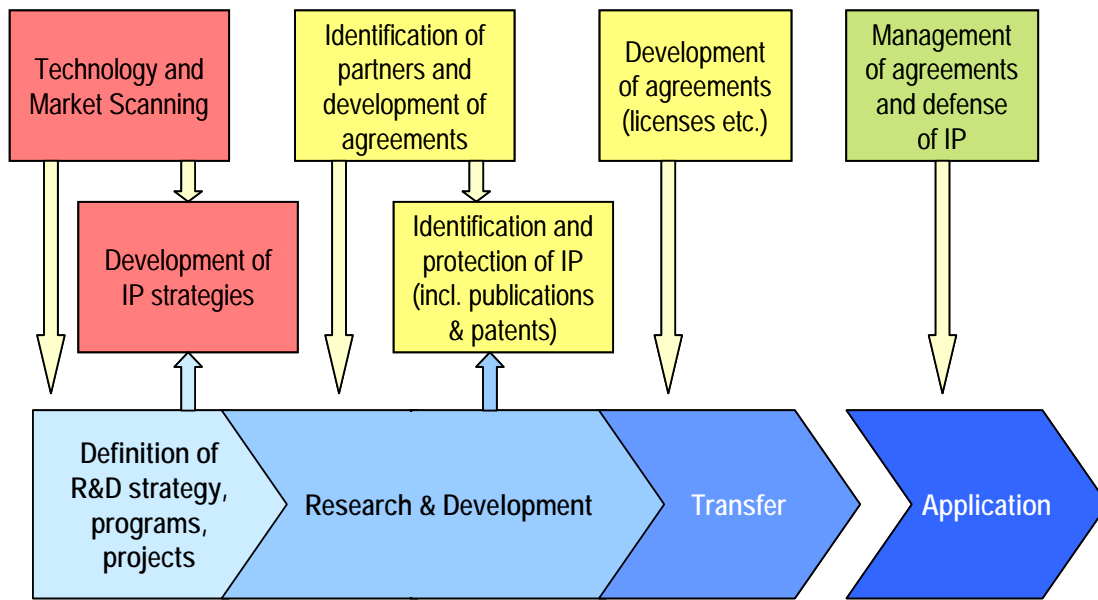 Technology and
Market Scanning
Identification of
partners and
development of
agreements
Development
of agreements
(licenses etc.)
Management
of agreements
and defense
of IP
Development of
IP strategies
Identification and
protection of IP
(incl. publications
& patents)
Definition of
R&D strategy,
programs,
projects
Research & Development
Transfer
Application